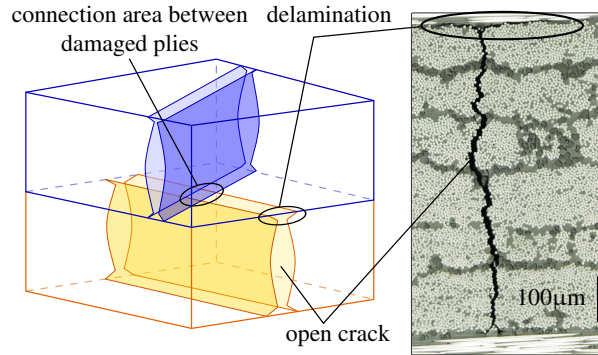 connection area between
damaged plies
delamination
open crack
100µm